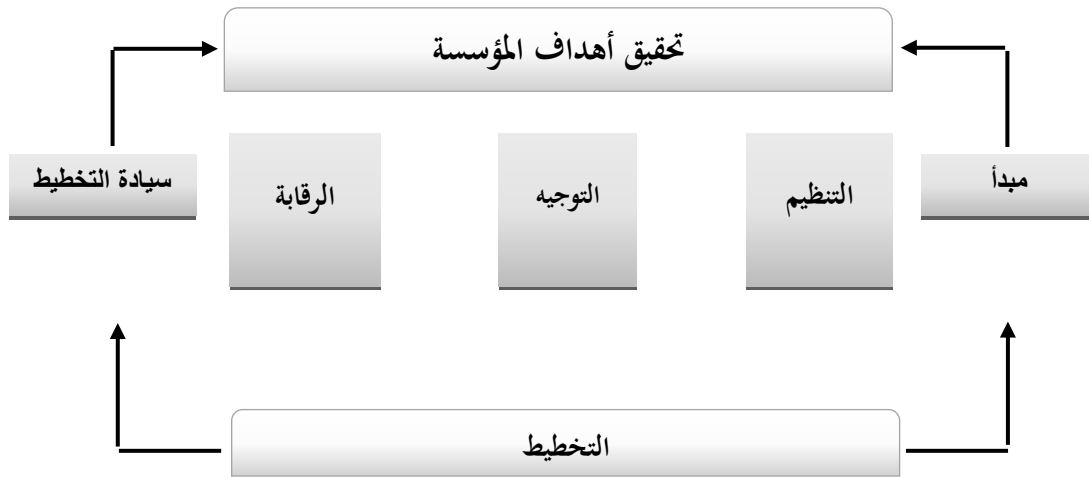 تحقيق أهداف المؤسسة
مبدأ
التنظيم
التوجيه
الرقابة
سيادة التخطيط
التخطيط